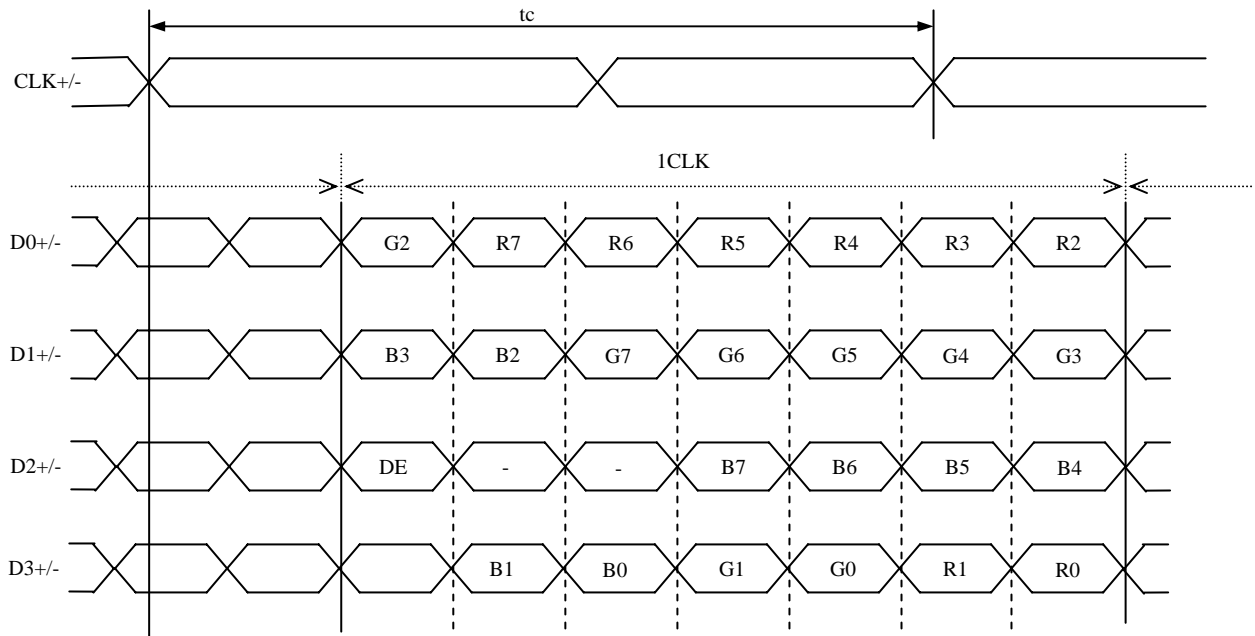 tc
CLK+/-
1CLK
D0+/- G2 R7 R6 R5 R4 R3 R2
D1+/- B3 B2 G7 G6 G5 G4 G3
D2+/- DE - - B7 B6 B5 B4
D3+/- B1 B0 G1 G0 R1 R0